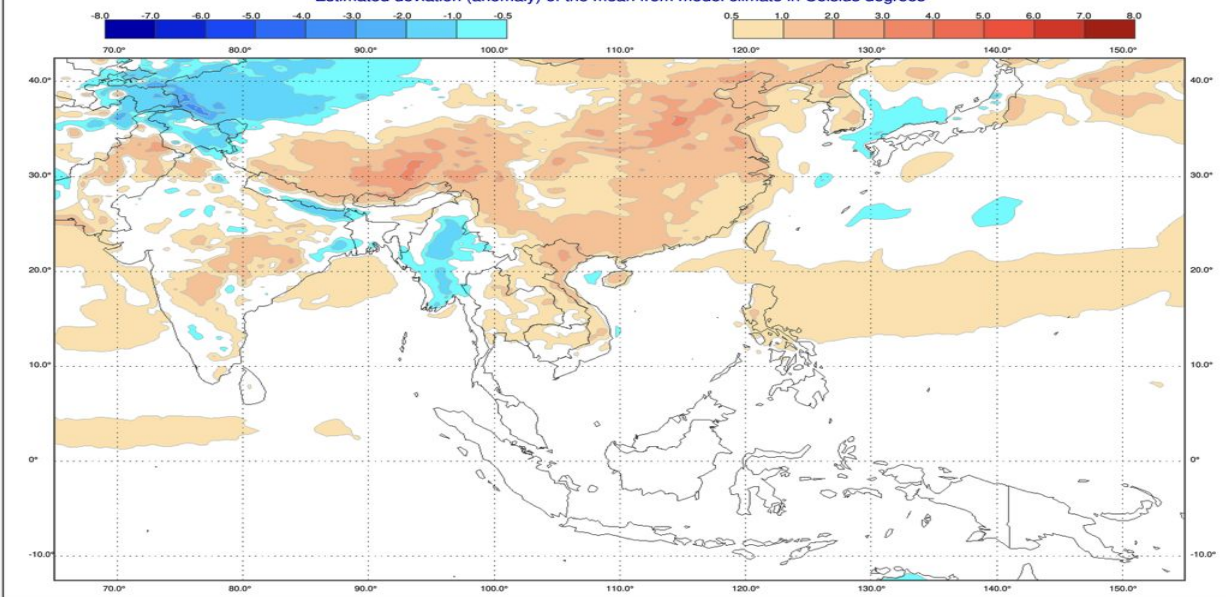 Estimated deviation (anomaly) of the mean from model climate in Celsius degrees
-8.0 -7.0 -6.0 -5.0 -4.0 -3.0 -2.0 -1.0 -0.5 0.5 1.0 2.0 3.0 4.0 5.0 6.0 7.0 8.0
70.0° 80.0° 90.0° 100.0° 110.0° 120.0° 130.0° 140.0° 150.0°
40.0° 40.0°
30.0° 30.0°
20.0° 20.0°
10.0° 10.0°
0° 0°
-10.0° -10.0°
70.0° 80.0° 90.0° 100.0° 110.0° 120.0° 130.0° 140.0° 150.0°